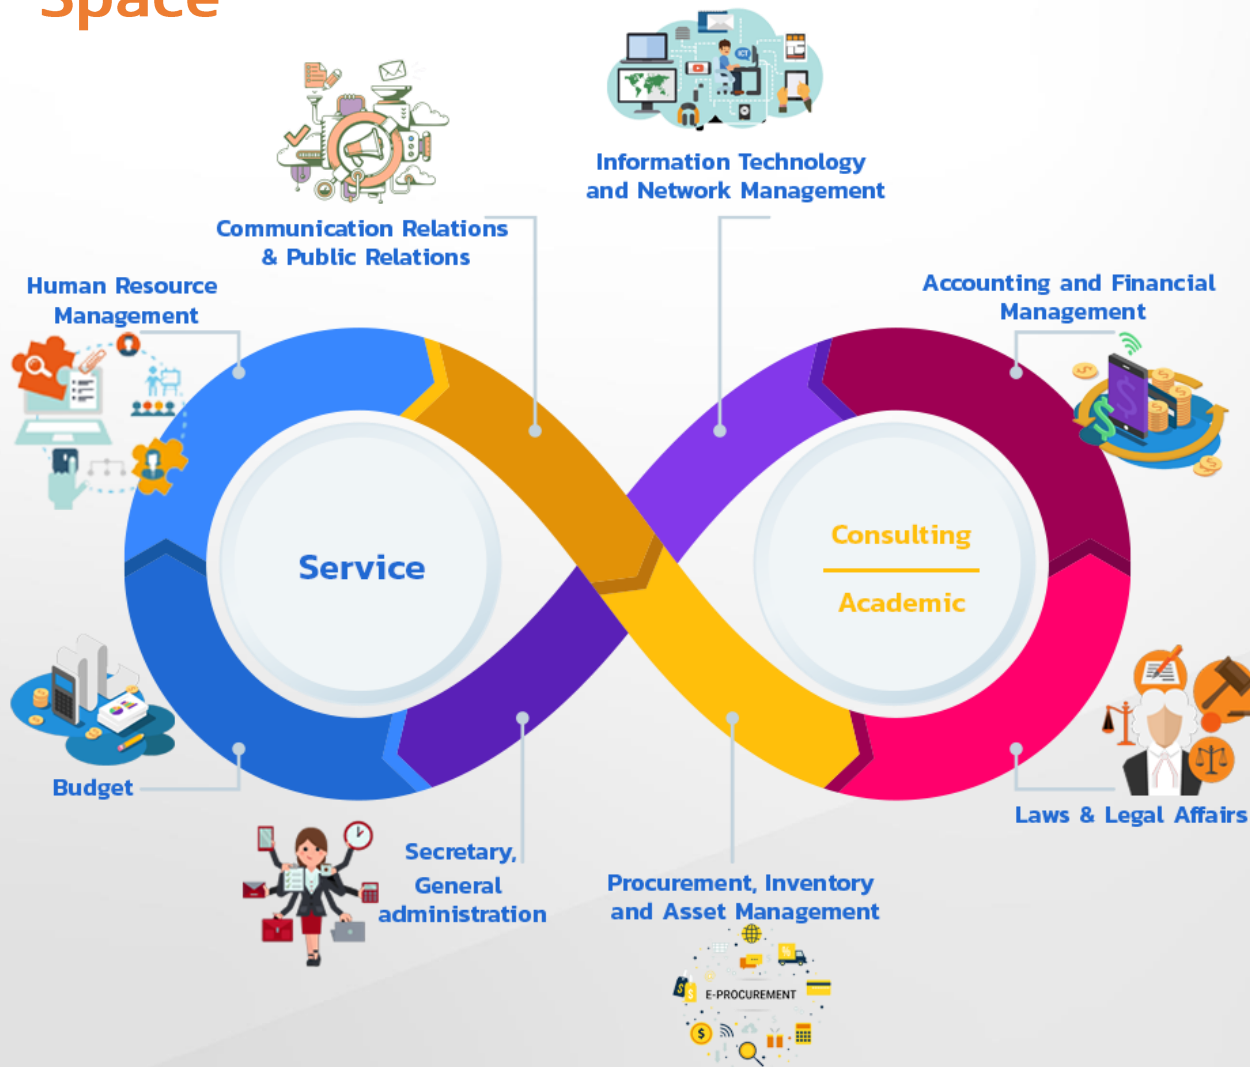 Space
Information Technology
and Network Management
Communication Relations
& Public Relations
Human Resource
Management
Accounting and Financial
Management
Service
Consulting
Academic
Budget
Laws & Legal Affairs
Secretary,
General
administration
Procurement, Inventory
and Asset Management
E-PROCUREMENT
ICT